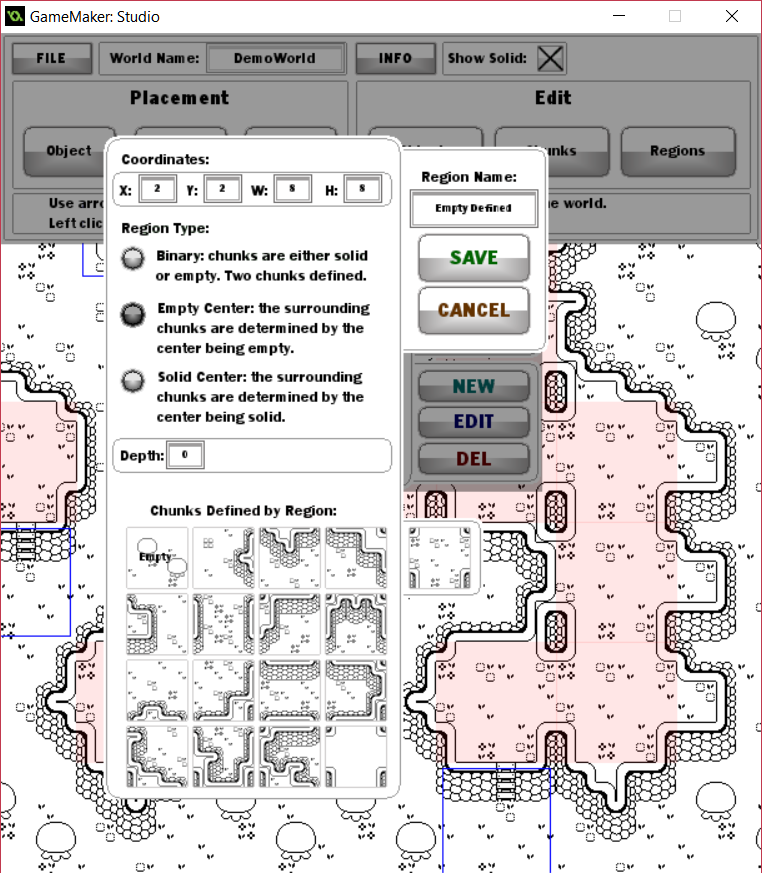 GameMaker: Studio
FILE
World Name:
DemoWorld
INFO
Show Solid:
Placement
Edit
Object
Regions
Use arro
e world.
Left clic
Coordinates:
X: 2 Y: 2 W: 8 H: 8
Region Type:
Binary: chunks are either solid
or empty. Two chunks defined.
Empty Center: the surrounding
chunks are determined by the
center being empty.
Solid Center: the surrounding
chunks are determined by the
center being solid.
Depth: 0
Chunks Defined by Region:
Empty
Region Name:
Empty Defined
SAVE
CANCEL
NEW
EDIT
DEL